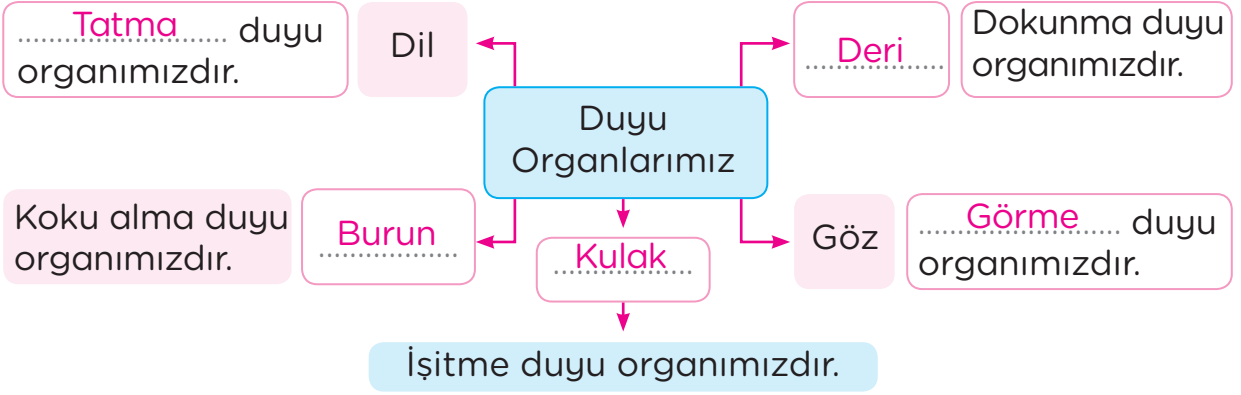 Tatma duyu
organımızdır.
Dil
Deri
Dokunma duyu
organımızdır.
Duyu
Organlarımız
Koku alma duyu
organımızdır.
Burun
Kulak
Göz
Görme duyu
organımızdır.
İşitme duyu organımızdır.